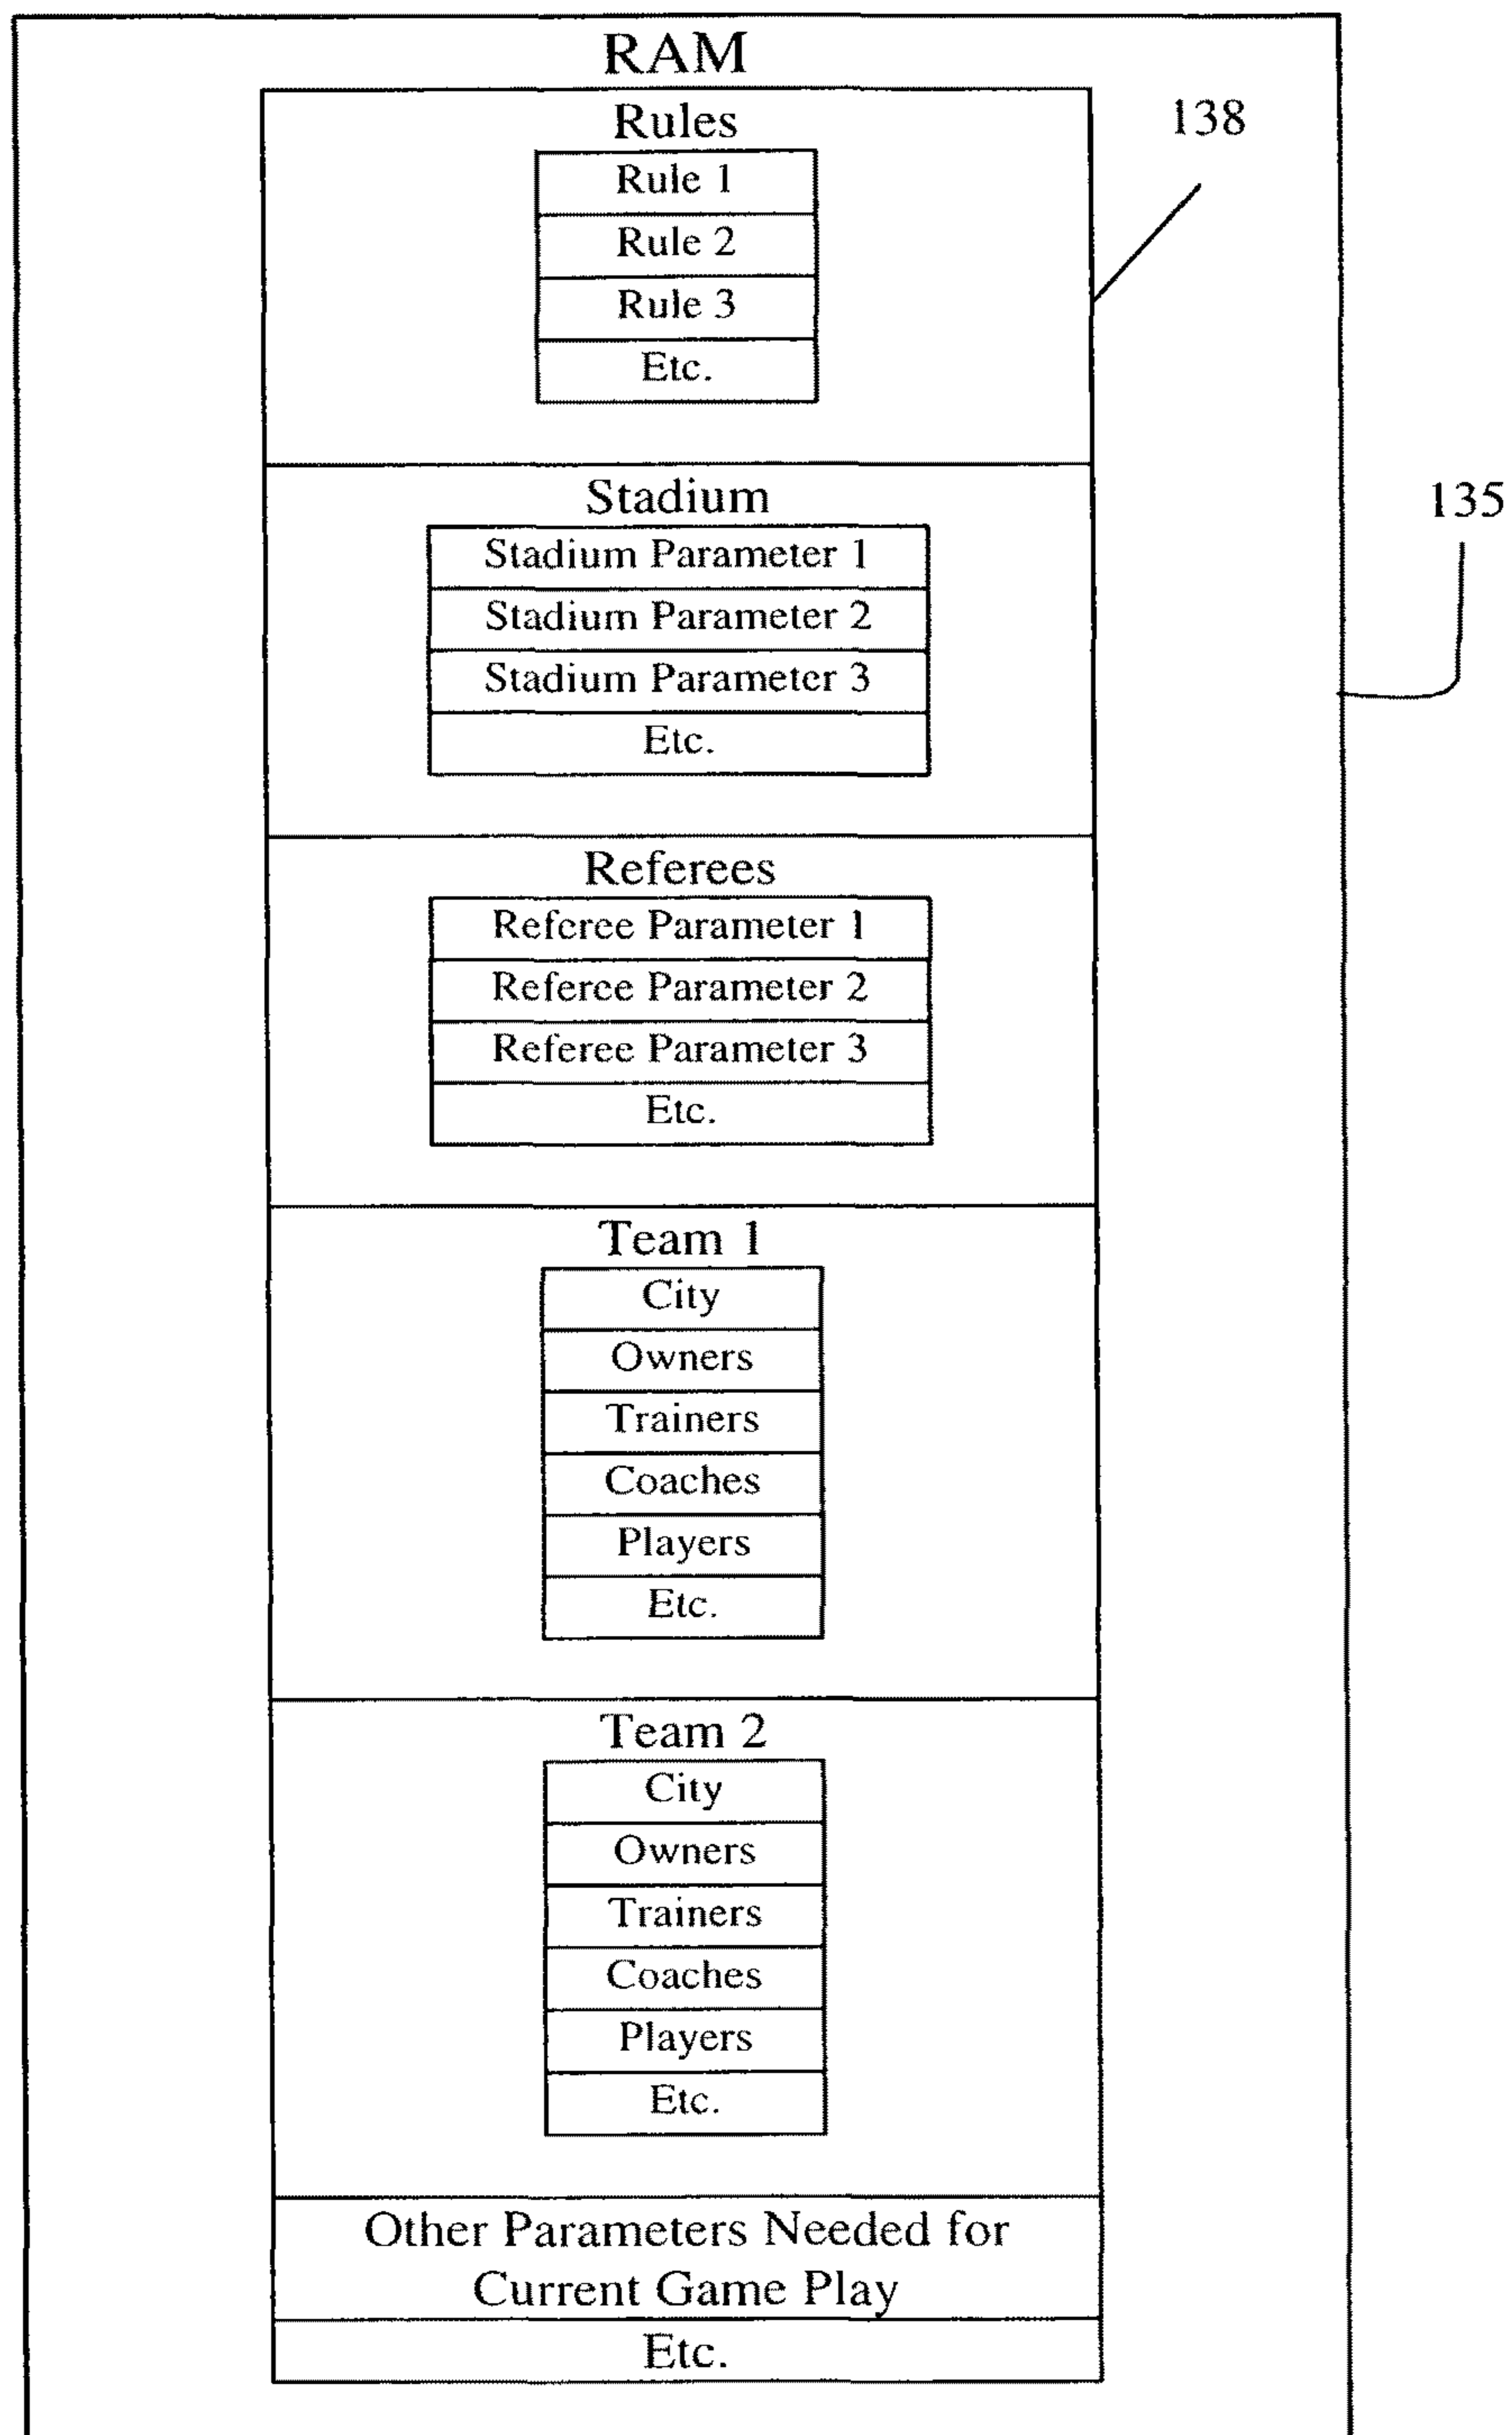 RAM
Rules
138
Rule 1
Rule 2
Rule 3
Etc.
Stadium
135
Stadium Parameter 1
Stadium Parameter 2
Stadium Parameter 3
Etc.
Referees
Referee Parameter 1
Referee Parameter 2
Referee Parameter 3
Etc.
Team 1
City
Owners
Trainers
Coaches
Players
Etc.
Team 2
City
Owners
Trainers
Coaches
Players
Etc.
Other Parameters Needed for
Current Game Play
Etc.